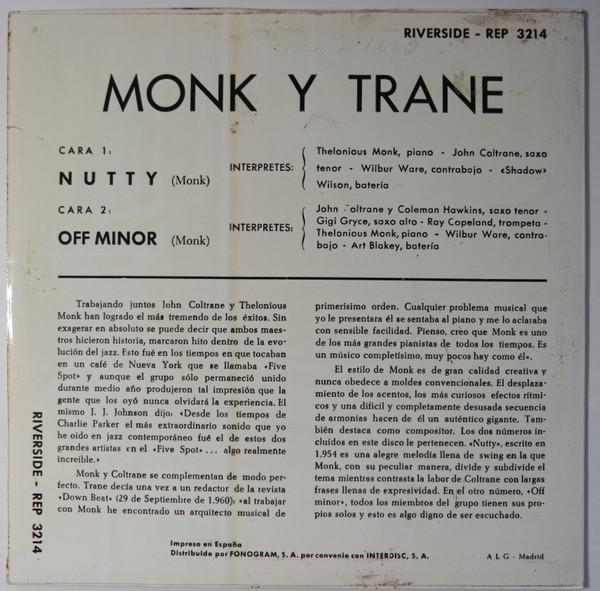 RIVERSIDE - REP 3214
MONK Y TRANE
CARA 1:
NUTTY (Monk)
INTERPRETES:
Thelonious Monk, piano - John Coltrane, saxo
tenor - Wilbur Ware, contrabajo - «Shadow»
Wilson, batería
CARA 2:
OFF MINOR (Monk)
INTERPRETES:
John Coltrane y Coleman Hawkins, saxo tenor -
Gigi Gryce, saxo alto - Ray Copeland, trompeta -
Thelonious Monk, piano - Wilbur Ware, contra-
bajo - Art Blakey, batería
Trabajando juntos John Coltrane y Thelonious
Monk han logrado el más tremendo de los éxitos. Sin
exagerar en absoluto se puede decir que ambos maes-
tros hicieron historia, marcaron hito dentro de la evo-
lución del jazz. Esto fué en los tiempos en que tocaban
en un café de Nueva York que se llamaba «Five
Spot» y aunque el grupo sólo permaneció unido
durante medio año produjeron tal impresión que la
gente que los oyó nunca olvidará la experiencia. El
mismo J. J. Johnson dijo: «Desde los tiempos de
Charlie Parker el más extraordinario sonido que yo
he oido en jazz contemporáneo fué el de estos dos
grandes artistas en el «Five Spot»... algo realmente
increible.»
Monk y Coltrane se complementan de modo per-
fecto. Trane decía una vez a un redactor de la revista
«Down Beat» (29 de Septiembre de 1.960): «al trabajar
con Monk he encontrado un arquitecto musical de
primerísimo orden. Cualquier problema musical que
yo le presentara él se sentaba al piano y me lo aclaraba
con sensible facilidad. Pienso, creo que Monk es uno
de los más grandes pianistas de todos los tiempos. Es
un músico completísimo, muy pocos hay como él».
El estilo de Monk es de gran calidad creativa y
nunca obedece a moldes convencionales. El desplaza-
miento de los acentos, los más curiosos efectos rítmi-
cos y una difícil y completamente desusada secuencia
de armonías hacen de él un auténtico gigante. Tam-
bién destaca como compositor. Los dos números in-
cluídos en este disco le pertenecen. «Nutty», escrito en
1.954 es una alegre melodía llena de swing en la que
Monk, con su peculiar manera, divide y subdivide el
tema mientras contrasta la labor de Coltrane con largas
frases llenas de expresividad. En el otro número, «Off
minor», todos los miembros del grupo tienen sus pro-
pios solos y esto es algo digno de ser escuchado.
RIVERSIDE - REP 3214
Impreso en España
Distribuido por FONOGRAM, S. A. por convenio con INTERDISC, S. A.
A L G - Madrid